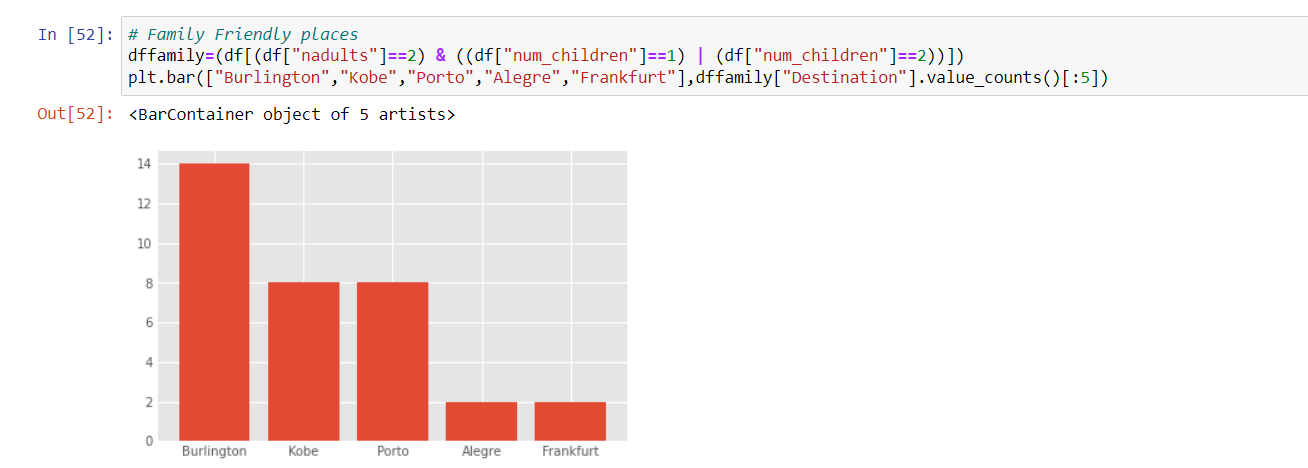 In [52]: # Family Friendly places
dffamily=(df[(df["nadults"]==2) & ((df["num_children"]==1) | (df["num_children"]==2))])
plt.bar(["Burlington","Kobe","Porto","Alegre","Frankfurt"],dffamily["Destination"].value_counts()[:5])
Out[52]: <BarContainer object of 5 artists>
14
12
10
8
6
4
2
0
Burlington Kobe Porto Alegre Frankfurt